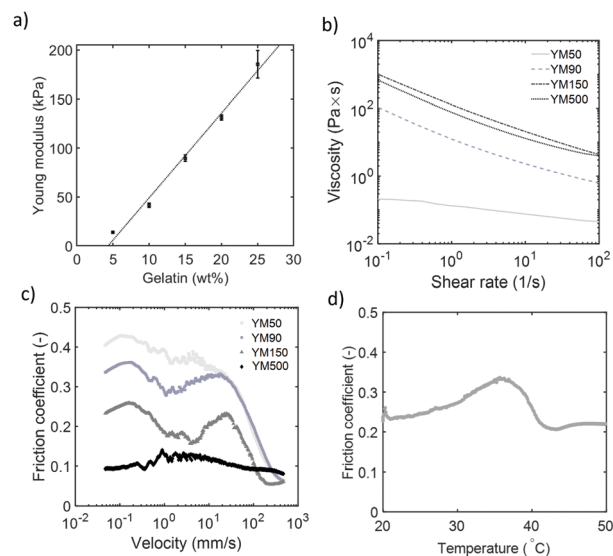 a)
200
150
100
50
0
Young modulus (kPa)
0 5 10 15 20 25 30
Gelatin (wt%)
b)
10^4
10^2
10^0
10^-2
Viscosity (Pa×s)
YM50
YM90
YM150
YM500
10^-1 10^0 10^1 10^2
Shear rate (1/s)
c)
0.5
0.4
0.3
0.2
0.1
0
Friction coefficient (-)
YM50
YM90
YM150
YM500
10^-2 10^-1 10^0 10^1 10^2 10^3
Velocity (mm/s)
d)
0.5
0.4
0.3
0.2
0.1
0
Friction coefficient (-)
20 30 40 50
Temperature (°C)